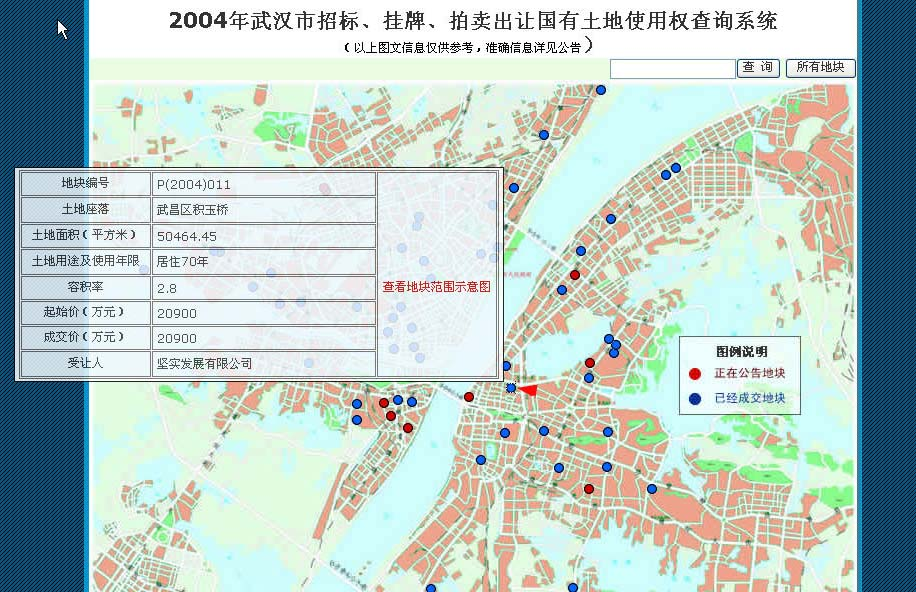 2004年武汉市招标、挂牌、拍卖出让国有土地使用权查询系统
（以上图文信息仅供参考，准确信息详见公告）
查 询 所有地块
地块编号 P(2004)011
土地座落 武昌区积玉桥
土地面积（平方米） 50464.45
土地用途及使用年限 居住70年
容积率 2.8
查看地块范围示意图
起始价（万元） 20900
成交价（万元） 20900
受让人 坚实发展有限公司
图例说明
正在公告地块
已经成交地块